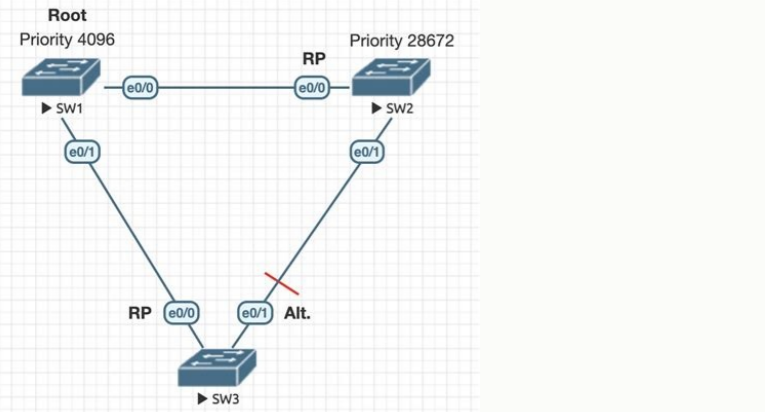 Root
Priority 4096
Priority 28672
RP
e0/0
e0/0
▶ SW1
▶ SW2
e0/1
e0/1
RP
e0/0
e0/1
Alt.
▶ SW3